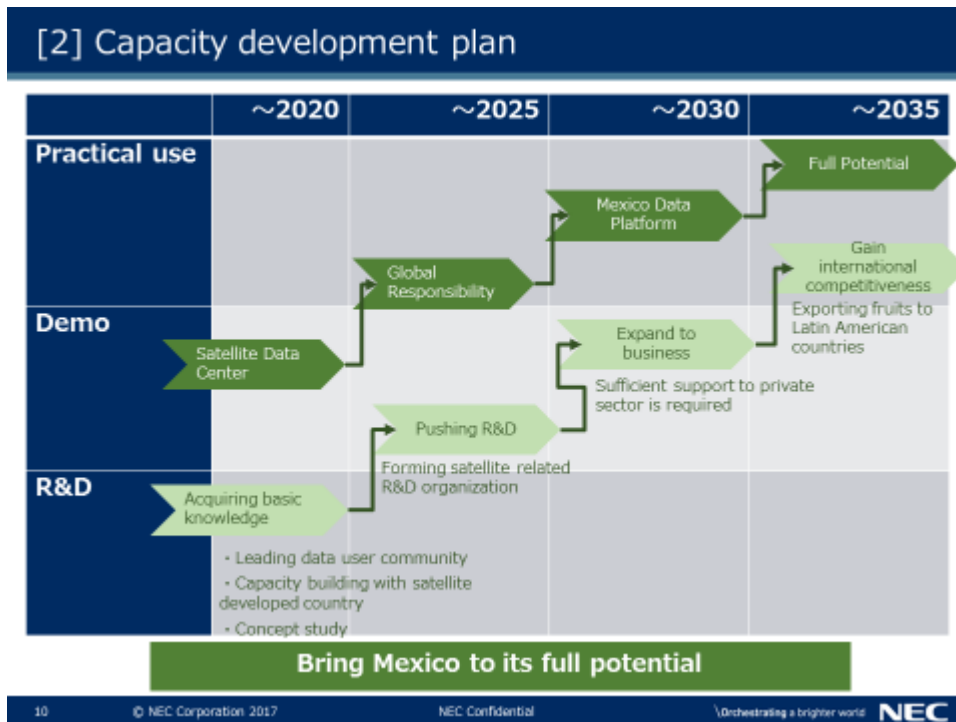 [2] Capacity development plan
～2020 ～2025 ～2030 ～2035
Practical use
Full Potential
Mexico Data
Platform
Global
Responsibility
Gain
international
competitiveness
Exporting fruits to
Latin American
countries
Demo
Satellite Data
Center
Expand to
business
Sufficient support to private
sector is required
Pushing R&D
Forming satellite related
R&D organization
R&D
Acquiring basic
knowledge
・Leading data user community
・Capacity building with satellite
developed country
・Concept study
Bring Mexico to its full potential
10 © NEC Corporation 2017 NEC Confidential \Orchestrating a brighter world NEC